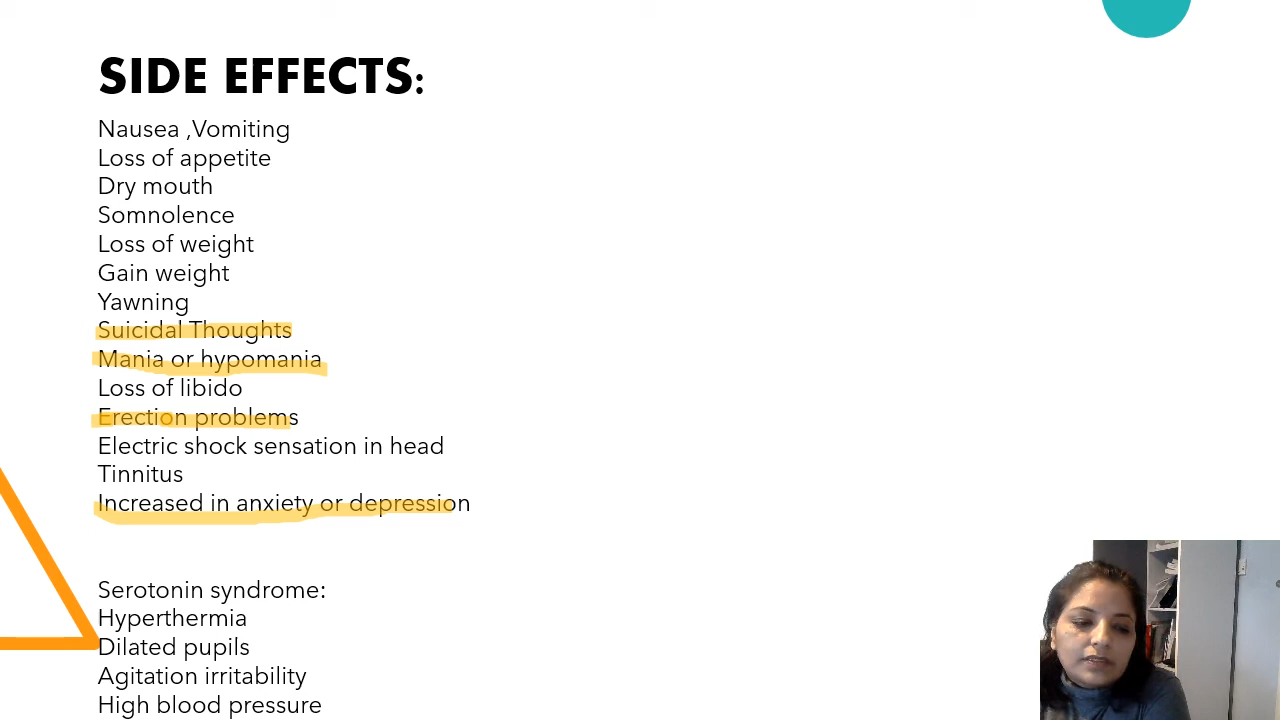 SIDE EFFECTS:
Nausea ,Vomiting
Loss of appetite
Dry mouth
Somnolence
Loss of weight
Gain weight
Yawning
Suicidal Thoughts
Mania or hypomania
Loss of libido
Erection problems
Electric shock sensation in head
Tinnitus
Increased in anxiety or depression
Serotonin syndrome:
Hyperthermia
Dilated pupils
Agitation irritability
High blood pressure